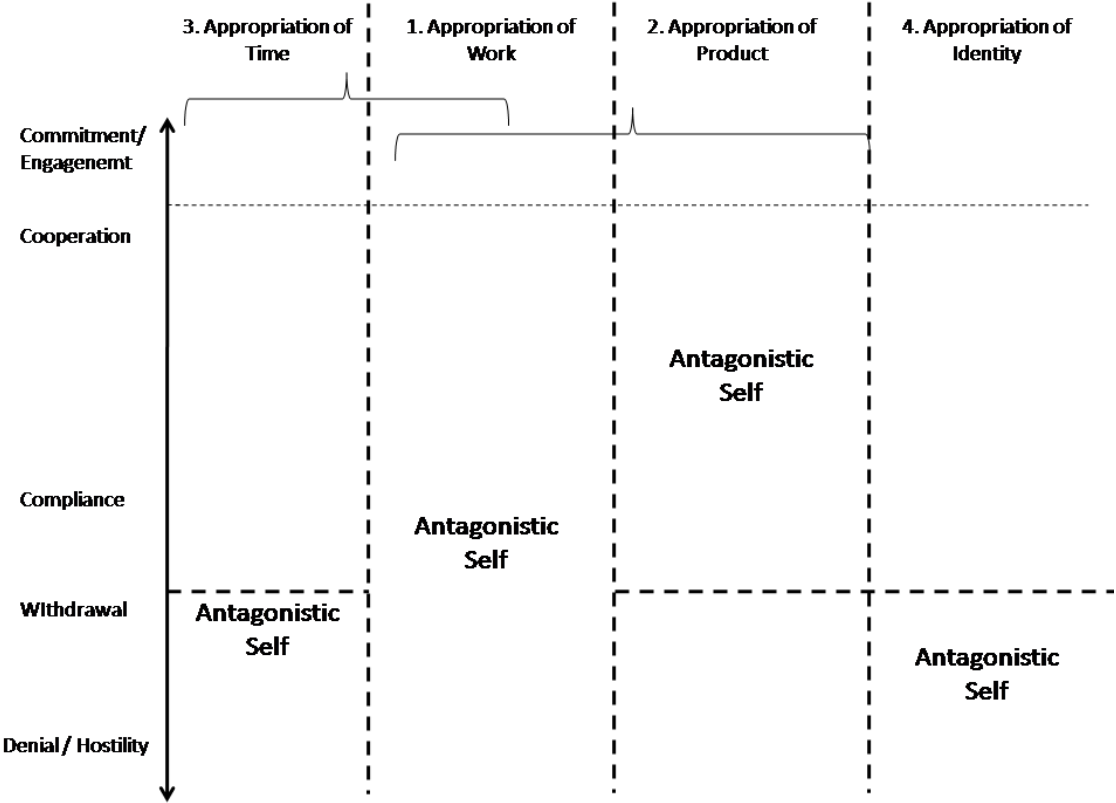 3. Appropriation of
Time
1. Appropriation of
Work
2. Appropriation of
Product
4. Appropriation of
Identity
Commitment/
Engagenemt
Cooperation
Antagonistic
Self
Compliance
Antagonistic
Self
WIthdrawal
Antagonistic
Self
Antagonistic
Self
Denial / Hostility